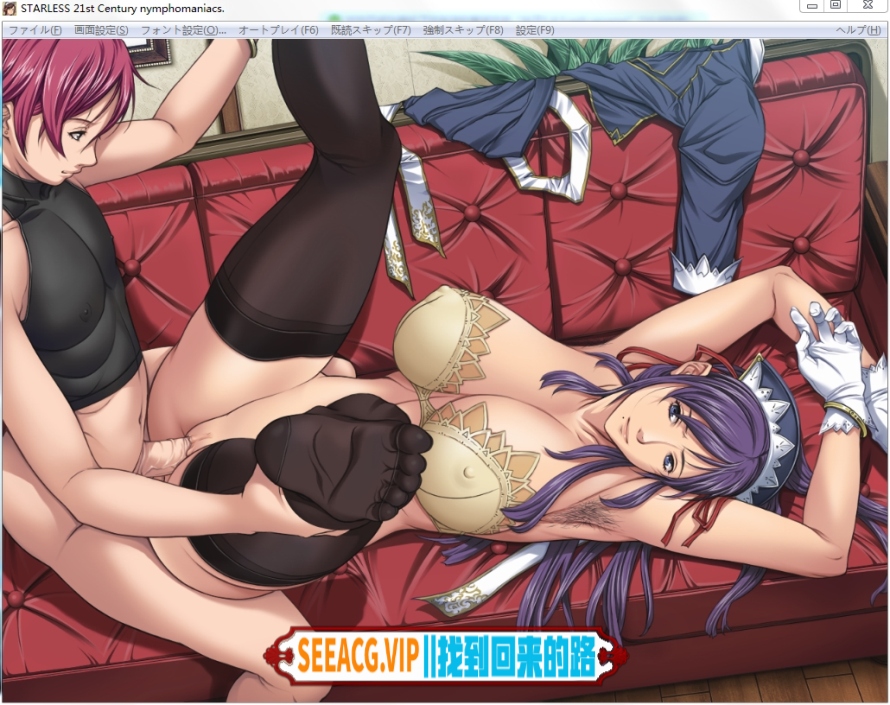 STARLESS 21st Century nymphomaniacs.
ファイル(F) 画面設定(S) フォント設定(O)... オートプレイ(F6) 既読スキップ(F7) 強制スキップ(F8) 設定(F9) ヘルプ(H)
SEEACG.VIP||找到回来的路